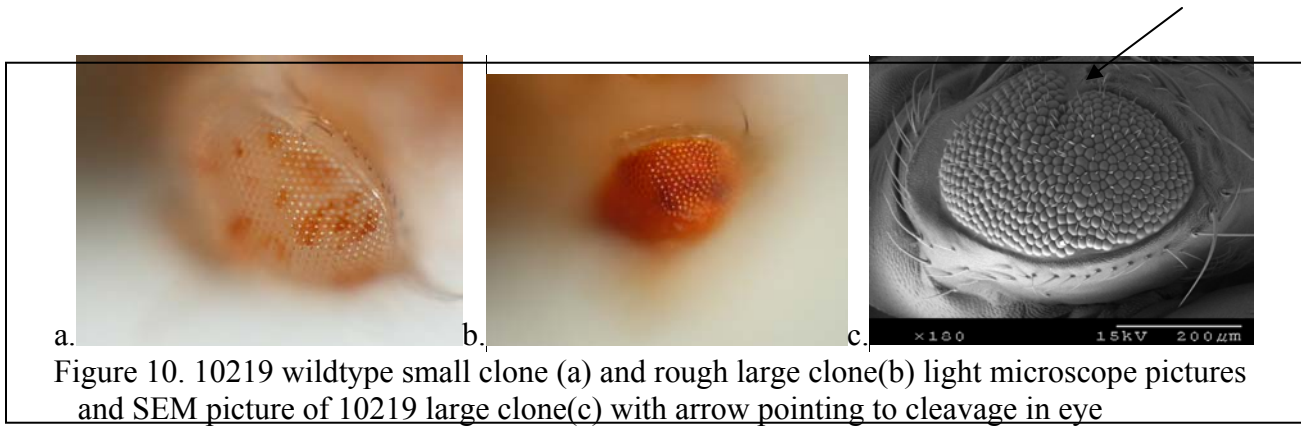 a. b. c.
×180 15kV 200µm
Figure 10. 10219 wildtype small clone (a) and rough large clone(b) light microscope pictures
and SEM picture of 10219 large clone(c) with arrow pointing to cleavage in eye